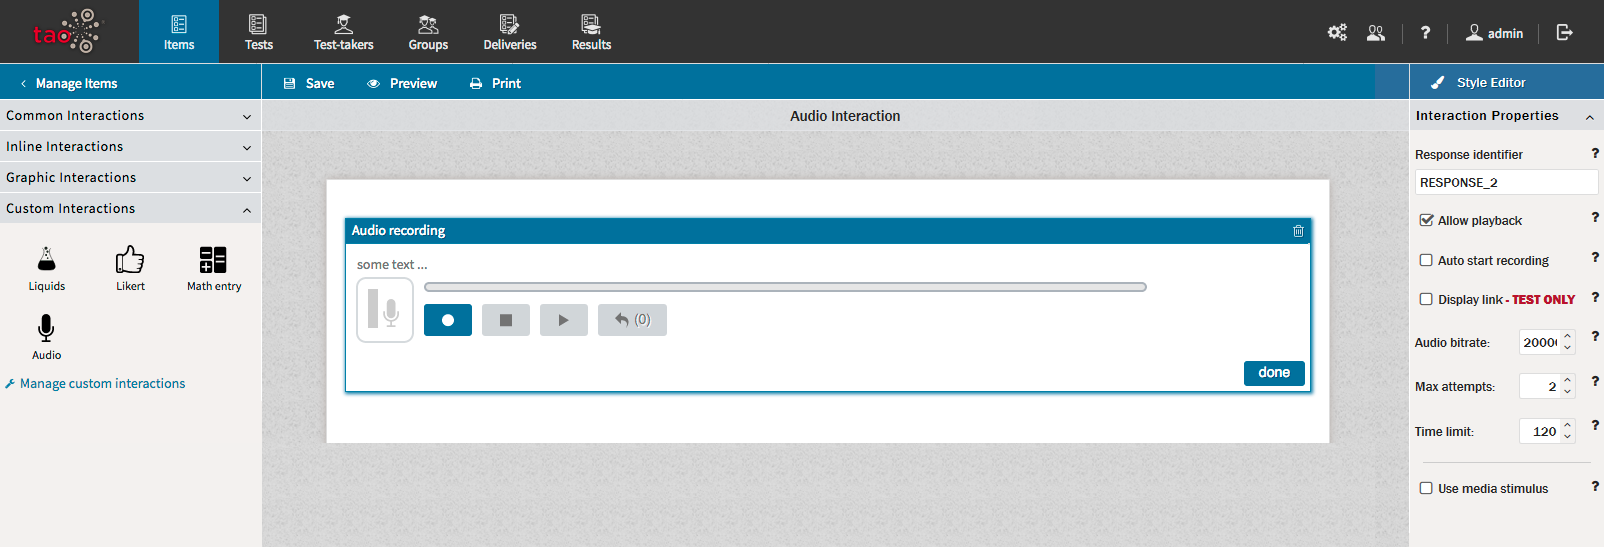 tao
Items
Tests
Test-takers
Groups
Deliveries
Results
?
admin
Manage Items
Save
Preview
Print
Style Editor
Common Interactions
Inline Interactions
Graphic Interactions
Custom Interactions
Liquids
Likert
Math entry
Audio
Manage custom interactions
Audio Interaction
Audio recording
some text ...
(0)
done
Interaction Properties
Response identifier ?
RESPONSE_2
Allow playback ?
Auto start recording ?
Display link - TEST ONLY ?
Audio bitrate: 2000 ?
Max attempts: 2 ?
Time limit: 120 ?
Use media stimulus ?